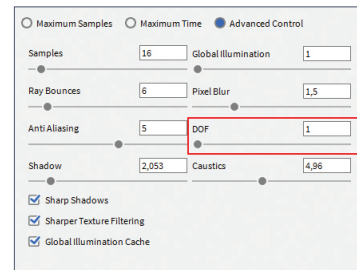 Maximum Samples Maximum Time Advanced Control
Samples 16 Global Illumination 1
Ray Bounces 6 Pixel Blur 1,5
Anti Aliasing 5 DOF 1
Shadow 2,053 Caustics 4,96
Sharp Shadows
Sharper Texture Filtering
Global Illumination Cache